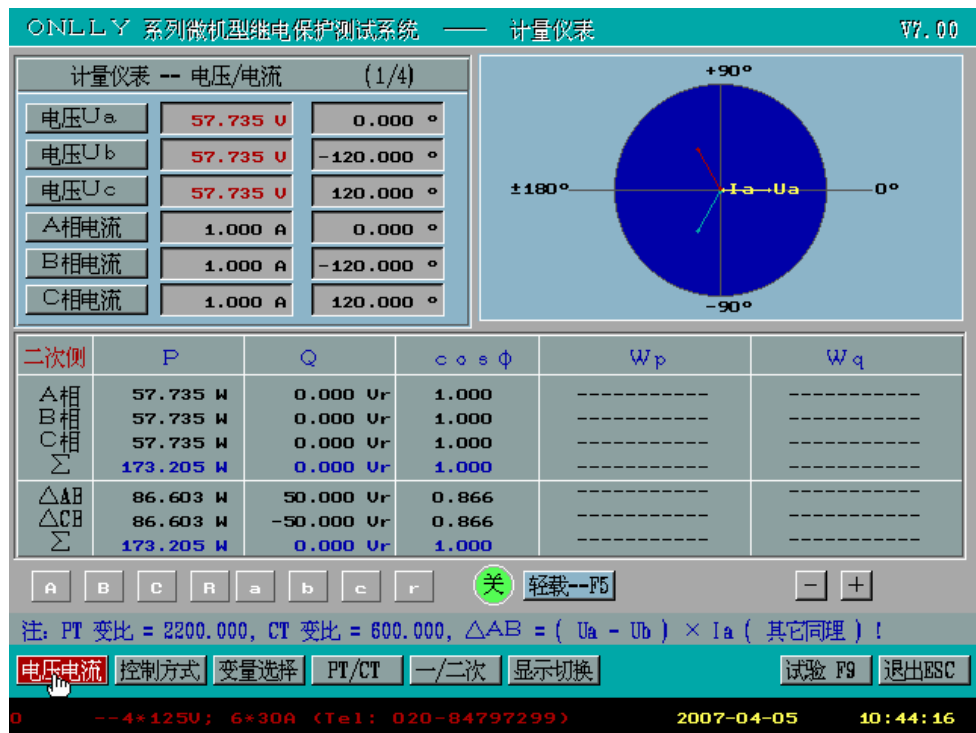 ONLLY 系列微机型继电保护测试系统 —— 计量仪表 V7.00
计量仪表 -- 电压/电流 (1/4)
电压Ua 57.735 V 0.000 °
电压Ub 57.735 V -120.000 °
电压Uc 57.735 V 120.000 °
A相电流 1.000 A 0.000 °
B相电流 1.000 A -120.000 °
C相电流 1.000 A 120.000 °
+90°
±180° Ia Ua 0°
-90°
二次侧 P Q cosϕ Wp Wq
A相 57.735 W 0.000 Vr 1.000 ----------- -----------
B相 57.735 W 0.000 Vr 1.000 ----------- -----------
C相 57.735 W 0.000 Vr 1.000 ----------- -----------
Σ 173.205 W 0.000 Vr 1.000 ----------- -----------
△AB 86.603 W 50.000 Vr 0.866 ----------- -----------
△CB 86.603 W -50.000 Vr 0.866 ----------- -----------
Σ 173.205 W 0.000 Vr 1.000 ----------- -----------
A B C R a b c r 关 轻载--F5 - +
注: PT 变比 = 2200.000, CT 变比 = 600.000, △AB = ( Ua - Ub ) × Ia ( 其它同理 ) !
电压电流 控制方式 变量选择 PT/CT 一/二次 显示切换 试验 F9 退出ESC
0 --4*125V; 6*30A (Tel: 020-84797299) 2007-04-05 10:44:16